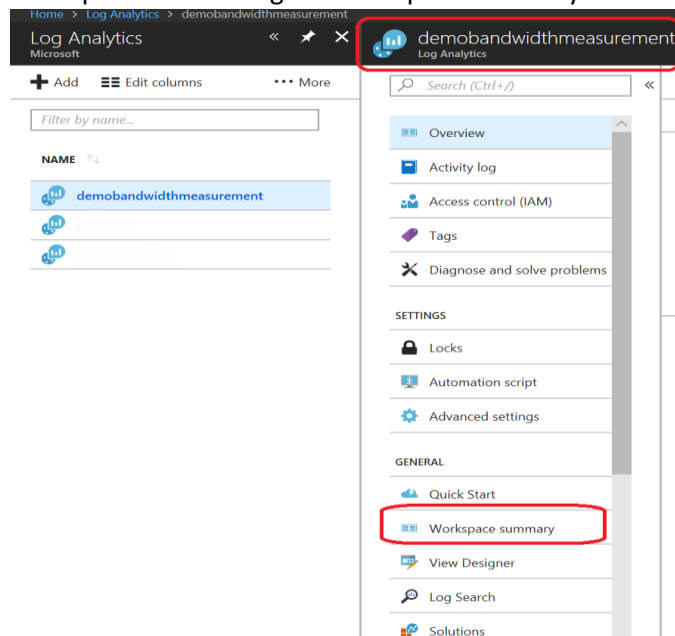 Home > Log Analytics > demobandwidthmeasurement
Log Analytics
Microsoft
Add Edit columns More
Filter by name...
NAME
demobandwidthmeasurement
demobandwidthmeasurement
Log Analytics
Search (Ctrl+/)
Overview
Activity log
Access control (IAM)
Tags
Diagnose and solve problems
SETTINGS
Locks
Automation script
Advanced settings
GENERAL
Quick Start
Workspace summary
View Designer
Log Search
Solutions